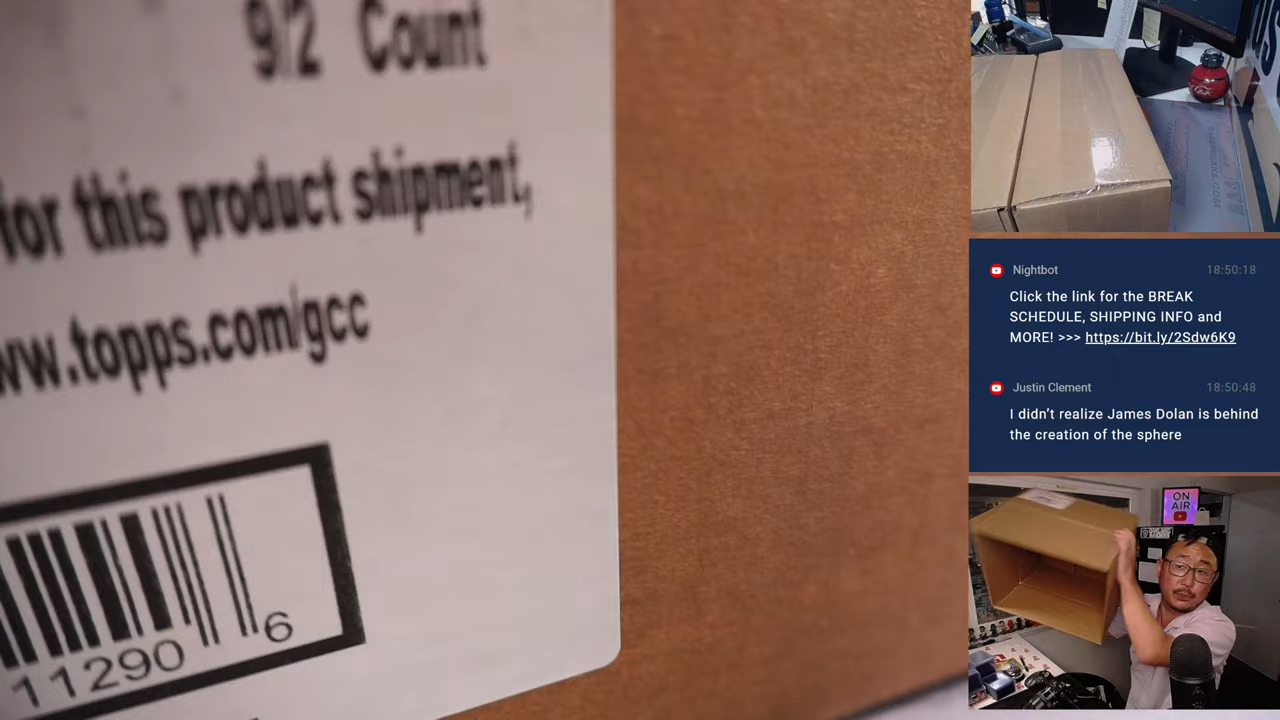 9/2 Count
for this product shipment,
ww.topps.com/gcc
11290
6
Nightbot 18:50:18
Click the link for the BREAK
SCHEDULE, SHIPPING INFO and
MORE! >>> https://bit.ly/2Sdw6K9
Justin Clement 18:50:48
I didn't realize James Dolan is behind
the creation of the sphere
ON
AIR